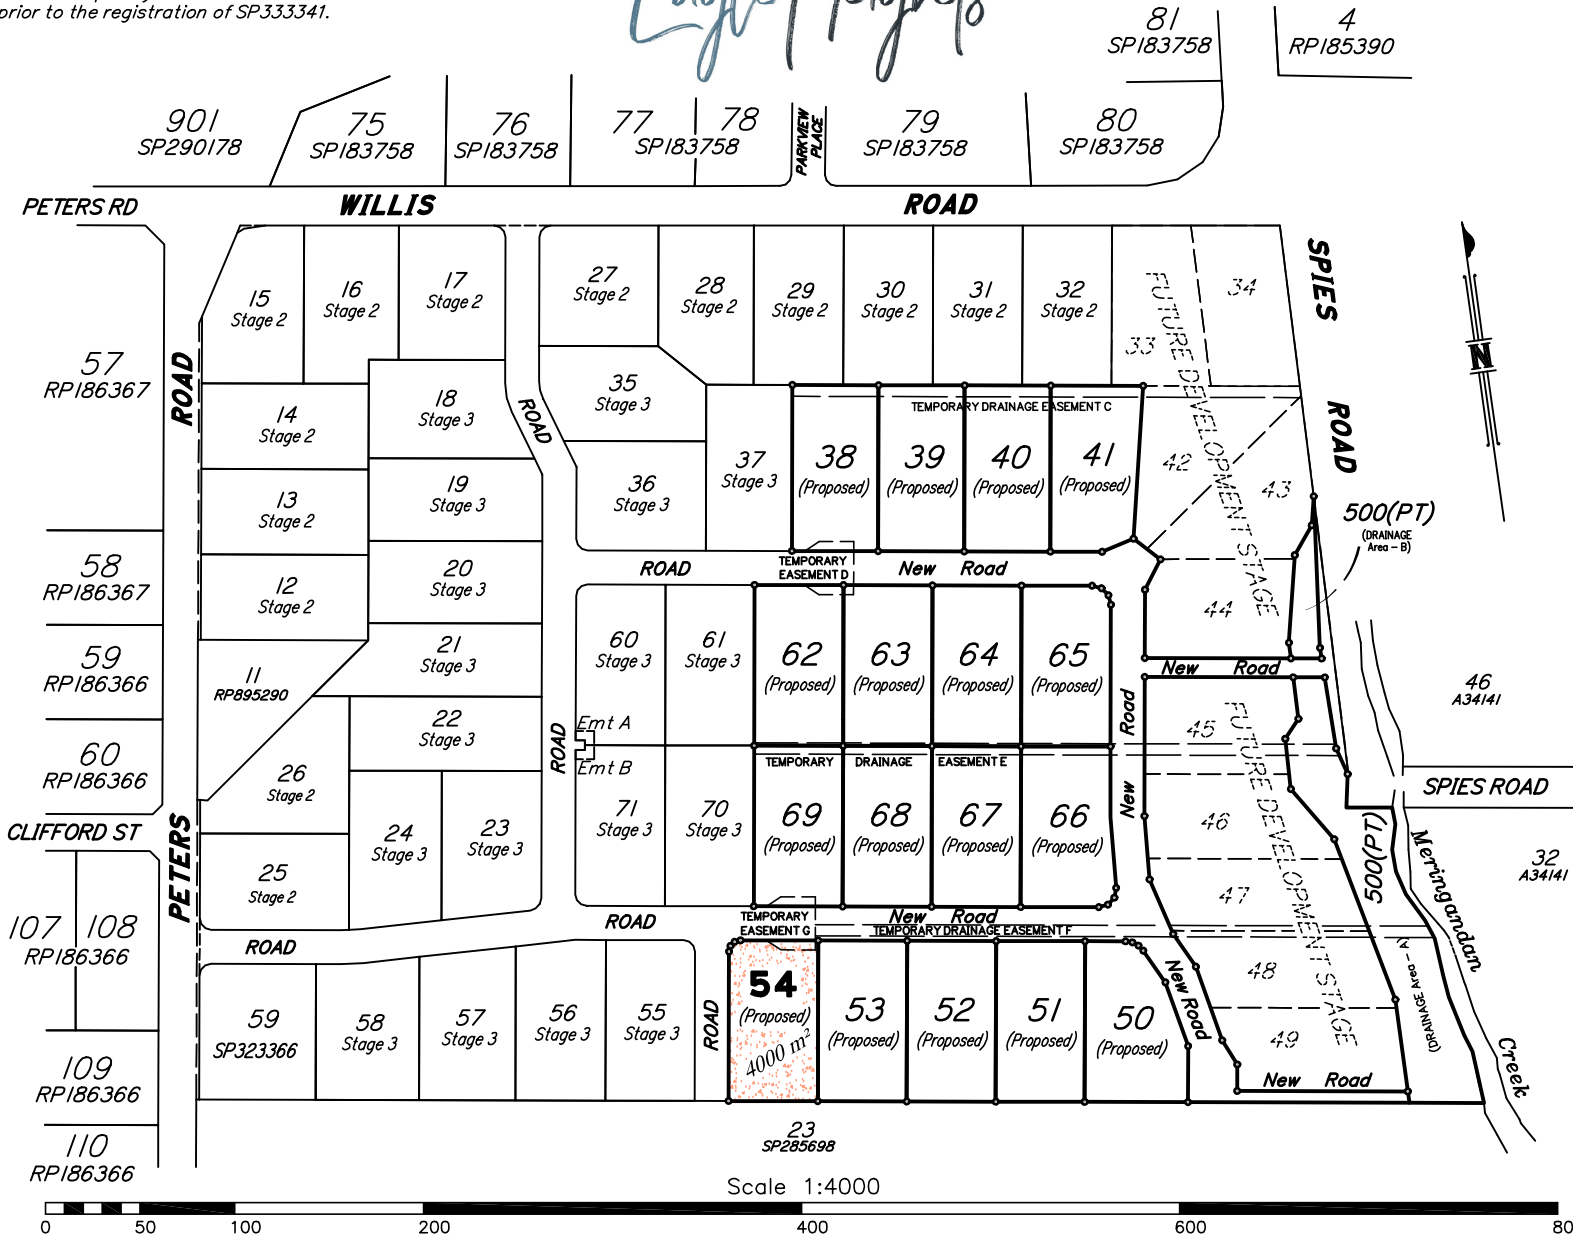 prior to the registration of SP333341.
81
SP183758
4
RP185390
901
SP290178
75
SP183758
76
SP183758
77
78
SP183758
PARKVIEW
PLACE
79
SP183758
80
SP183758
PETERS RD
WILLIS
ROAD
SPIES
ROAD
15
Stage 2
16
Stage 2
17
Stage 2
27
Stage 2
28
Stage 2
29
Stage 2
30
Stage 2
31
Stage 2
32
Stage 2
33
34
FUTURE DEVELOPMENT STAGE
N
57
RP186367
ROAD
14
Stage 2
18
Stage 3
ROAD
35
Stage 3
TEMPORARY DRAINAGE EASEMENT C
13
Stage 2
19
Stage 3
36
Stage 3
37
Stage 3
38
(Proposed)
39
(Proposed)
40
(Proposed)
41
(Proposed)
42
43
500(PT)
(DRAINAGE
Area - B)
58
RP186367
12
Stage 2
20
Stage 3
ROAD
TEMPORARY
EASEMENT D
New Road
44
59
RP186366
11
RP895290
21
Stage 3
60
Stage 3
61
Stage 3
62
(Proposed)
63
(Proposed)
64
(Proposed)
65
(Proposed)
New Road
New Road
46
A34141
60
RP186366
22
Stage 3
ROAD
Emt A
Emt B
TEMPORARY DRAINAGE EASEMENT E
45
FUTURE DEVELOPMENT STAGE
SPIES ROAD
26
Stage 2
CLIFFORD ST
PETERS
24
Stage 3
23
Stage 3
71
Stage 3
70
Stage 3
69
(Proposed)
68
(Proposed)
67
(Proposed)
66
(Proposed)
46
500(PT)
Meringandan
Creek
32
A34141
25
Stage 2
47
107
108
RP186366
ROAD
ROAD
TEMPORARY
EASEMENT G
New Road
TEMPORARY DRAINAGE EASEMENT F
48
(DRAINAGE Area - A)
59
SP323366
58
Stage 3
57
Stage 3
56
Stage 3
55
Stage 3
ROAD
54
(Proposed)
4000 m²
53
(Proposed)
52
(Proposed)
51
(Proposed)
50
(Proposed)
New Road
49
New Road
109
RP186366
110
RP186366
23
SP285698
Scale 1:4000
0 50 100 200 400 600 80